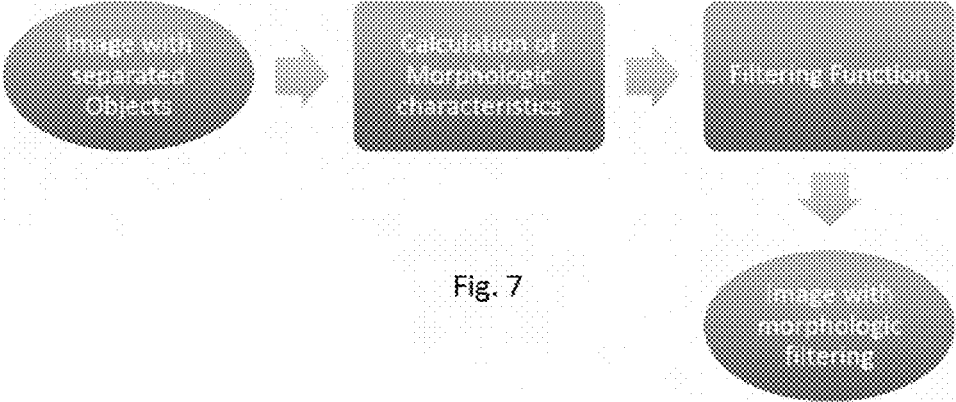 Image with
separated
Objects
Calculation of
Morphologic
characteristics
Filtering Function
Fig. 7
Image with
morphologic
filtering